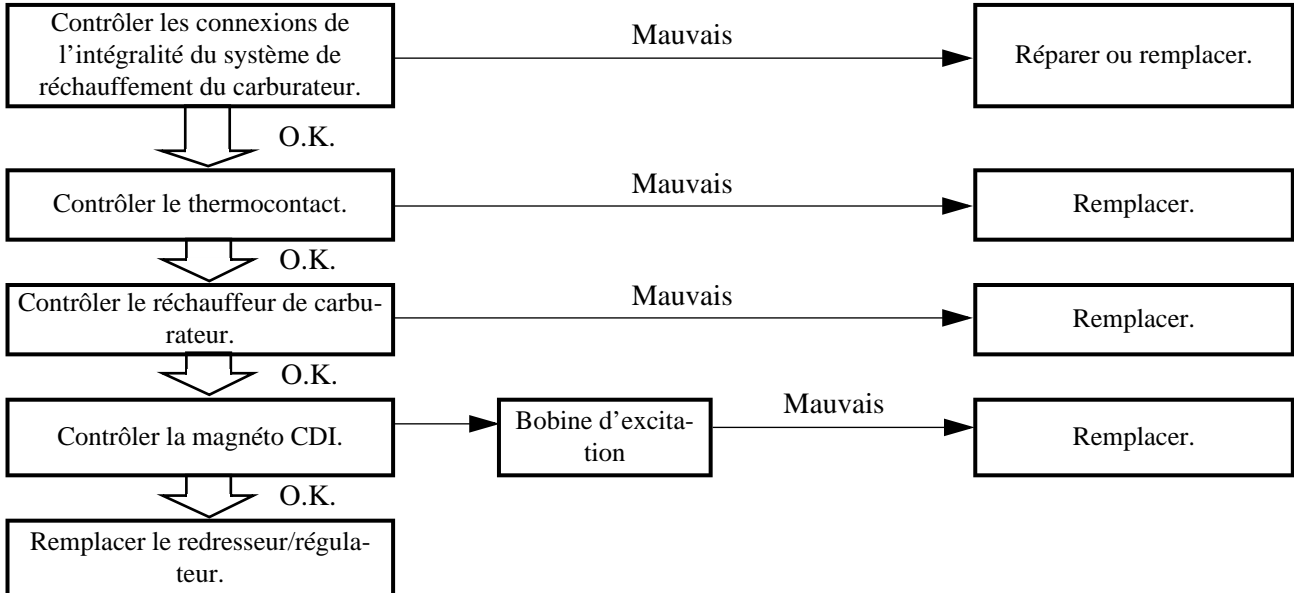 Contrôler les connexions de
l’intégralité du système de
réchauffement du carburateur.
Mauvais
Réparer ou remplacer.
O.K.
Contrôler le thermocontact.
Mauvais
Remplacer.
O.K.
Contrôler le réchauffeur de carbu-
rateur.
Mauvais
Remplacer.
O.K.
Contrôler la magnéto CDI.
Bobine d’excita-
tion
Mauvais
Remplacer.
O.K.
Remplacer le redresseur/régula-
teur.